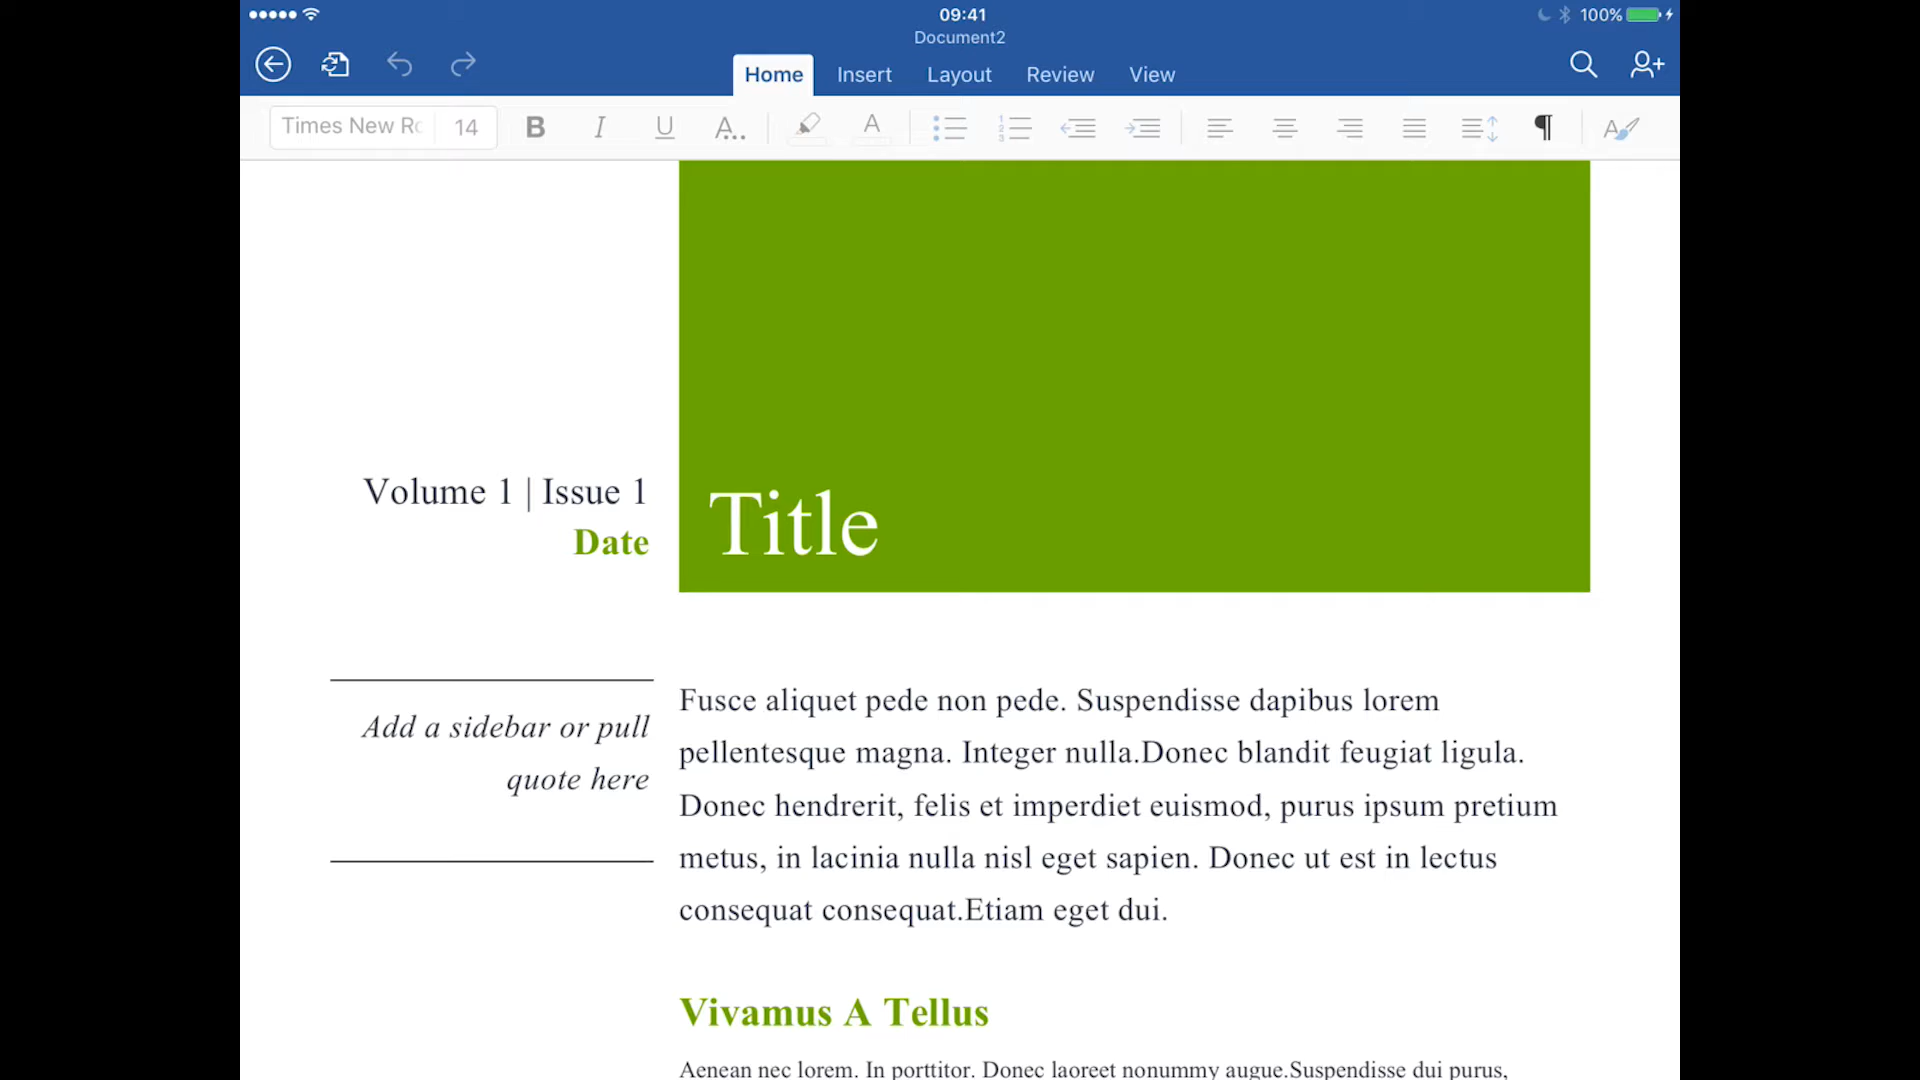 09:41
100%
Document2
Home Insert Layout Review View
Times New Ro 14 B I U A.. A
Volume 1 | Issue 1
Date
Title
Add a sidebar or pull
quote here
Fusce aliquet pede non pede. Suspendisse dapibus lorem
pellentesque magna. Integer nulla.Donec blandit feugiat ligula.
Donec hendrerit, felis et imperdiet euismod, purus ipsum pretium
metus, in lacinia nulla nisl eget sapien. Donec ut est in lectus
consequat consequat.Etiam eget dui.
Vivamus A Tellus
Aenean nec lorem. In porttitor. Donec laoreet nonummy augue.Suspendisse dui purus,